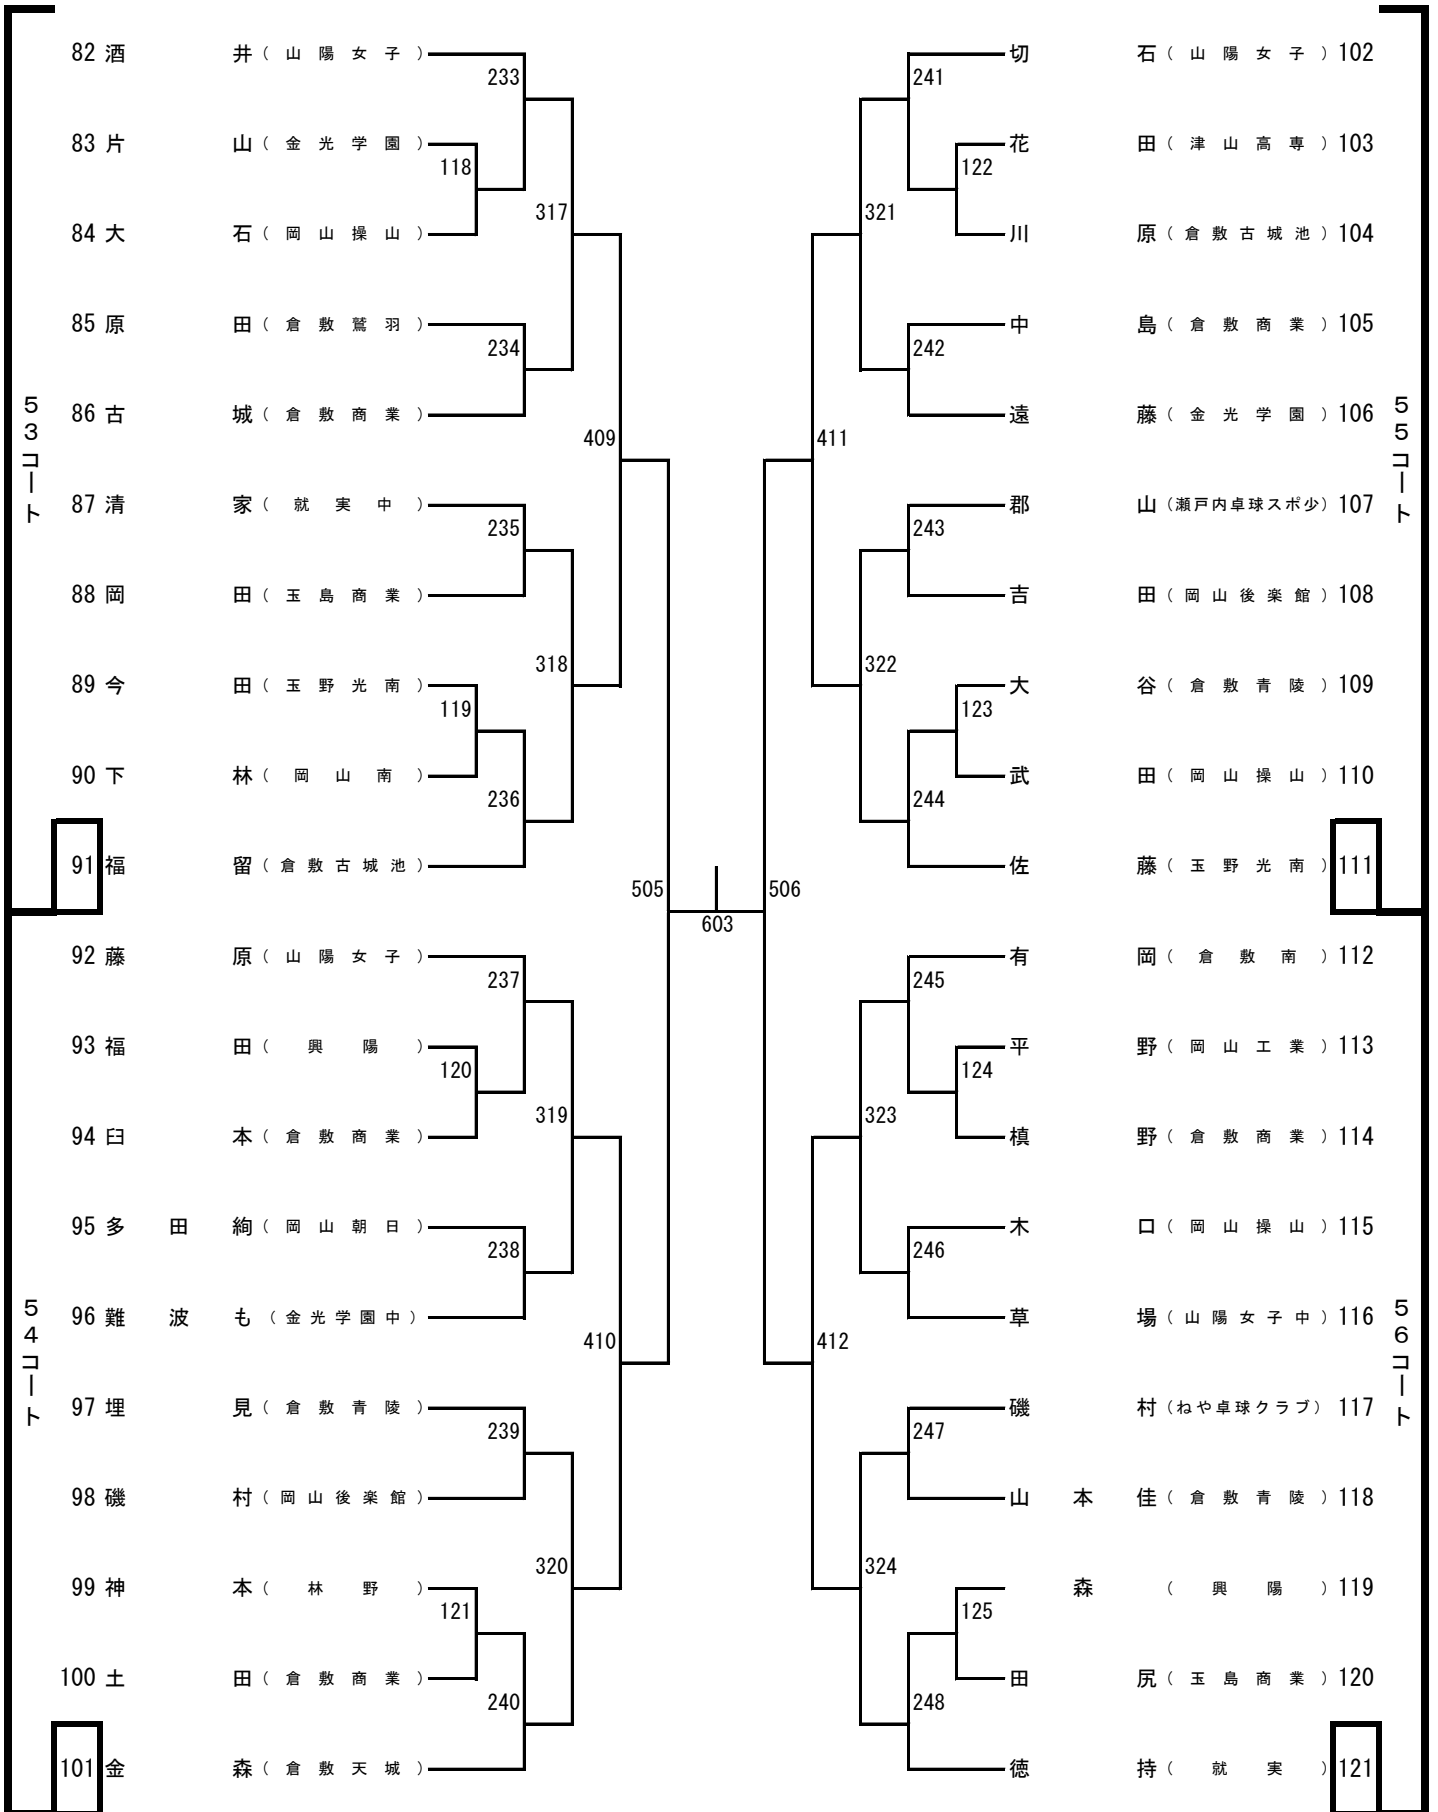 82 酒井（山陽女子） 切石（山陽女子）102
233 241
83 片山（金光学園） 花田（津山高専）103
118 122
317 321
84 大石（岡山操山） 川原（倉敷古城池）104
85 原田（倉敷鷲羽） 中島（倉敷商業）105
234 242
86 古城（倉敷商業） 遠藤（金光学園）106
53コート 55コート
409 411
87 清家（就実中） 郡山（瀬戸内卓球スポ少）107
235 243
88 岡田（玉島商業） 吉田（岡山後楽館）108
318 322
89 今田（玉野光南） 大谷（倉敷青陵）109
119 123
90 下林（岡山南） 武田（岡山操山）110
236 244
91 福留（倉敷古城池） 佐藤（玉野光南）111
505 506
603
92 藤原（山陽女子） 有岡（倉敷南）112
237 245
93 福田（興陽） 平野（岡山工業）113
120 124
319 323
94 臼本（倉敷商業） 槙野（倉敷商業）114
95 多田絢（岡山朝日） 木口（岡山操山）115
238 246
96 難波も（金光学園中） 草場（山陽女子中）116
54コート 56コート
410 412
97 埋見（倉敷青陵） 磯村（ねや卓球クラブ）117
239 247
98 磯村（岡山後楽館） 山本佳（倉敷青陵）118
320 324
99 神本（林野） 森（興陽）119
121 125
100 土田（倉敷商業） 田尻（玉島商業）120
240 248
101 金森（倉敷天城） 徳持（就実）121